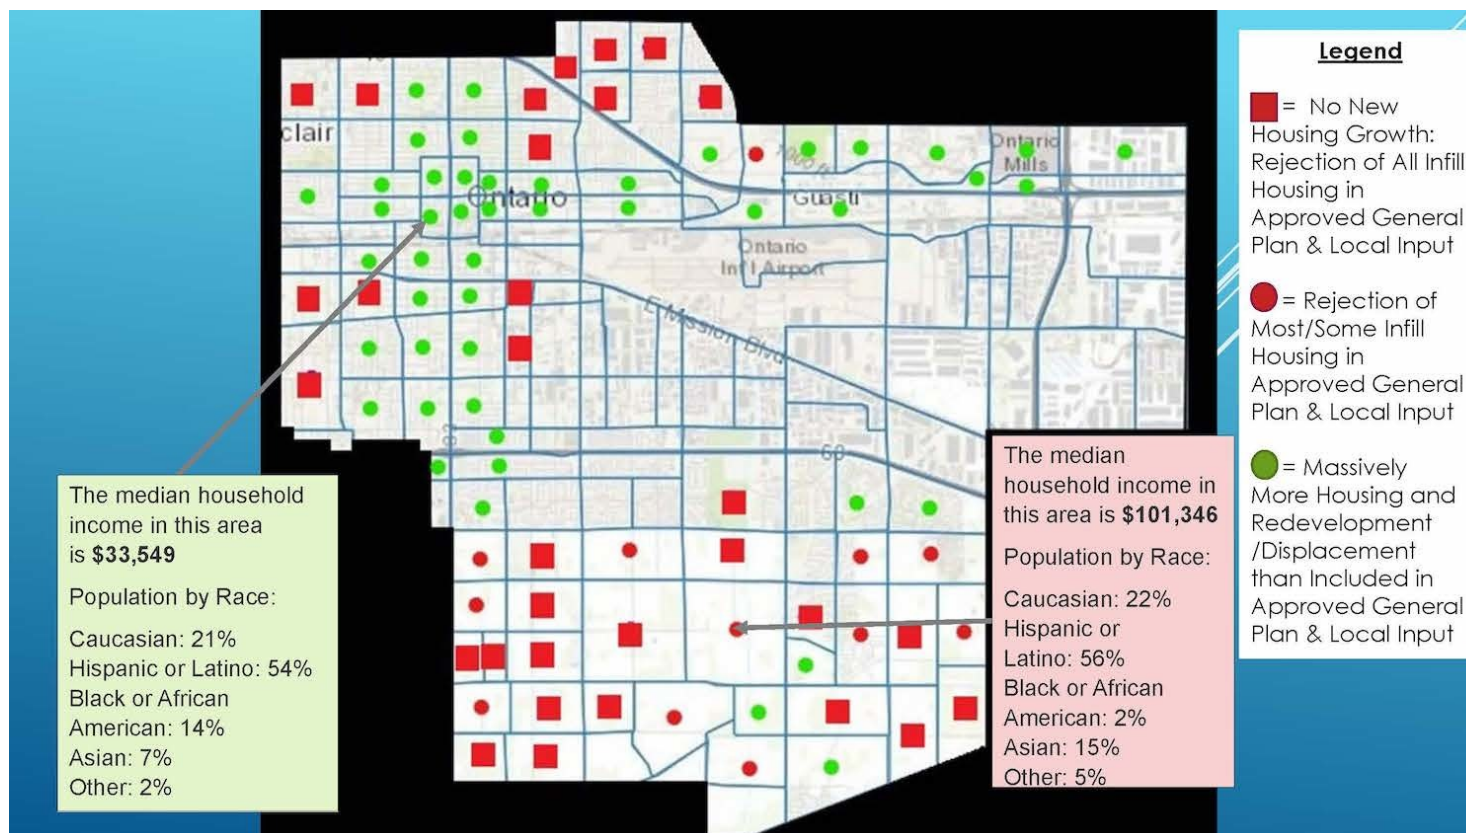 Legend
= No New
Housing Growth:
Rejection of All Infill
Housing in
Approved General
Plan & Local Input
= Rejection of
Most/Some Infill
Housing in
Approved General
Plan & Local Input
= Massively
More Housing and
Redevelopment
/Displacement
than Included in
Approved General
Plan & Local Input
clair
Ontario
Mills
Ontario
Guasti
Ontario
Int'l Airport
E Mission Blvd
60
The median household
income in this area
is $33,549
Population by Race:
Caucasian: 21%
Hispanic or Latino: 54%
Black or African
American: 14%
Asian: 7%
Other: 2%
The median
household income in
this area is $101,346
Population by Race:
Caucasian: 22%
Hispanic or
Latino: 56%
Black or African
American: 2%
Asian: 15%
Other: 5%